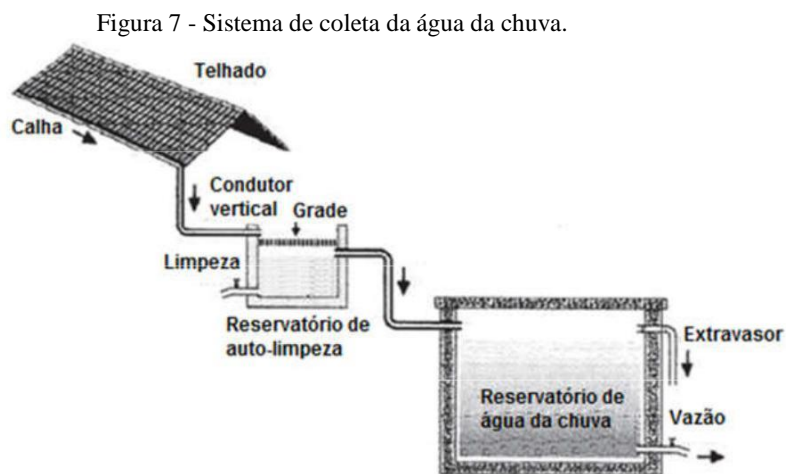 Figura 7 - Sistema de coleta da água da chuva.
Telhado
Calha
Condutor
vertical
Grade
Limpeza
Reservatório de
auto-limpeza
Extravasor
Reservatório de
água da chuva
Vazão